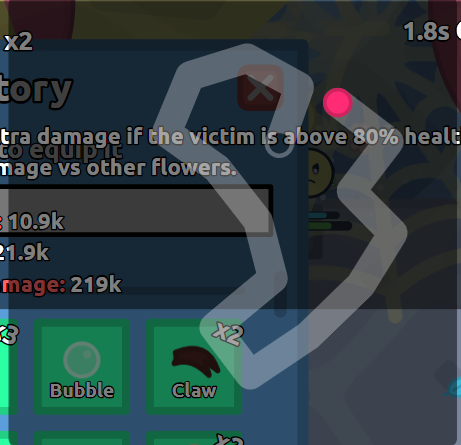 x2
1.8s
tory
tra damage if the victim is above 80% healt
to equip it
mage vs other flowers.
: 10.9k
21.9k
mage: 219k
x3
x2
Bubble
Claw
x2